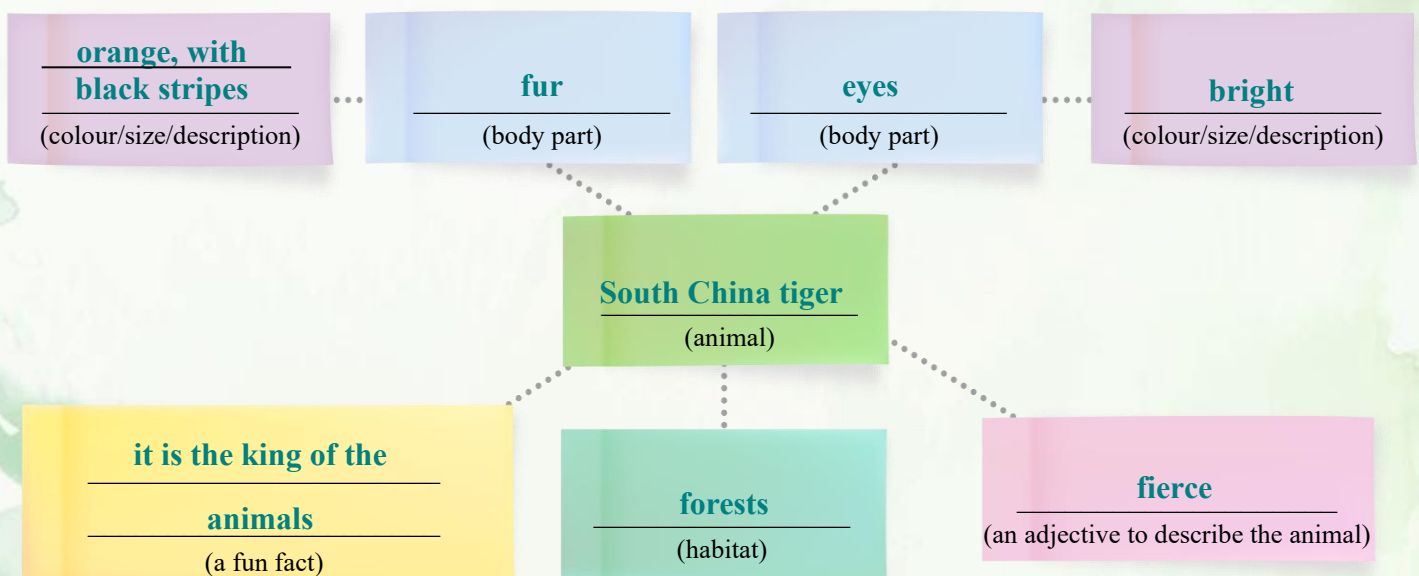 orange, with
black stripes
(colour/size/description)
fur
(body part)
eyes
(body part)
bright
(colour/size/description)
South China tiger
(animal)
it is the king of the
animals
(a fun fact)
forests
(habitat)
fierce
(an adjective to describe the animal)